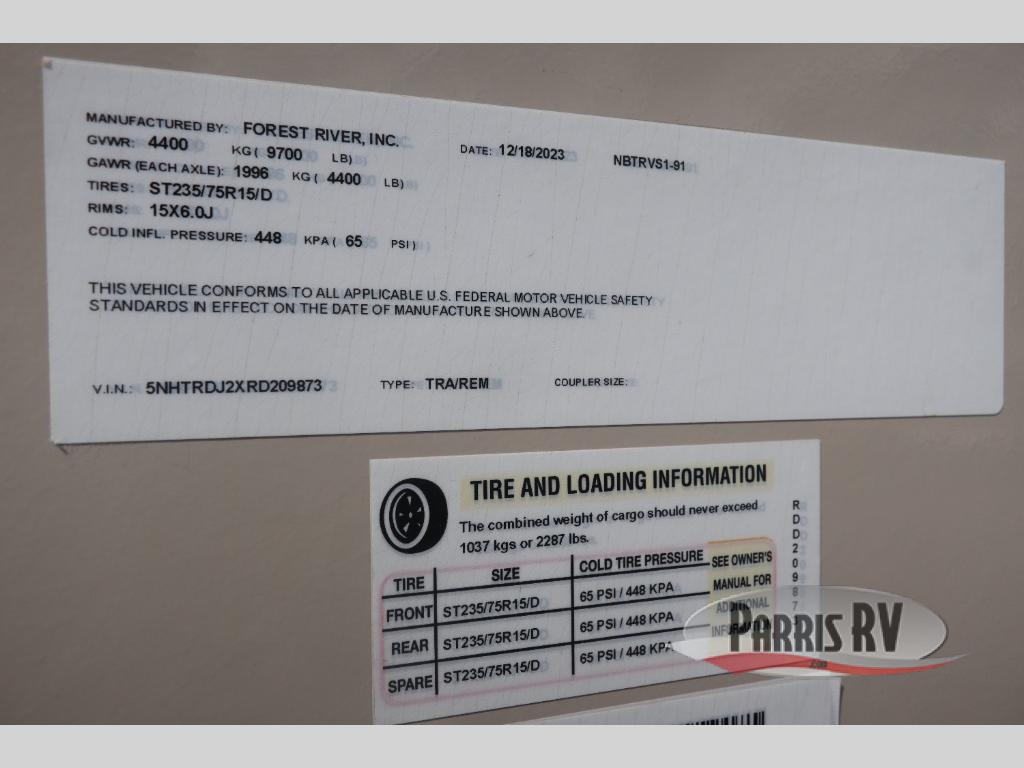 MANUFACTURED BY: FOREST RIVER, INC. DATE: 12/18/2023 NBTRVS1-91
GVWR: 4400 KG ( 9700 LB)
GAWR (EACH AXLE): 1996 KG ( 4400 LB)
TIRES: ST235/75R15/D
RIMS: 15X6.0J
COLD INFL. PRESSURE: 448 KPA ( 65 PSI )
THIS VEHICLE CONFORMS TO ALL APPLICABLE U.S. FEDERAL MOTOR VEHICLE SAFETY
STANDARDS IN EFFECT ON THE DATE OF MANUFACTURE SHOWN ABOVE.
V.I.N.: 5NHTRDJ2XRD209873 TYPE: TRA/REM COUPLER SIZE:
TIRE AND LOADING INFORMATION
The combined weight of cargo should never exceed
1037 kgs or 2287 lbs.
TIRE SIZE COLD TIRE PRESSURE
FRONT ST235/75R15/D 65 PSI / 448 KPA
REAR ST235/75R15/D 65 PSI / 448 KPA
SPARE ST235/75R15/D 65 PSI / 448 KPA
SEE OWNER'S
MANUAL FOR
ADDITIONAL
INFORMATION
RDD20987
PARRIS RV
.com